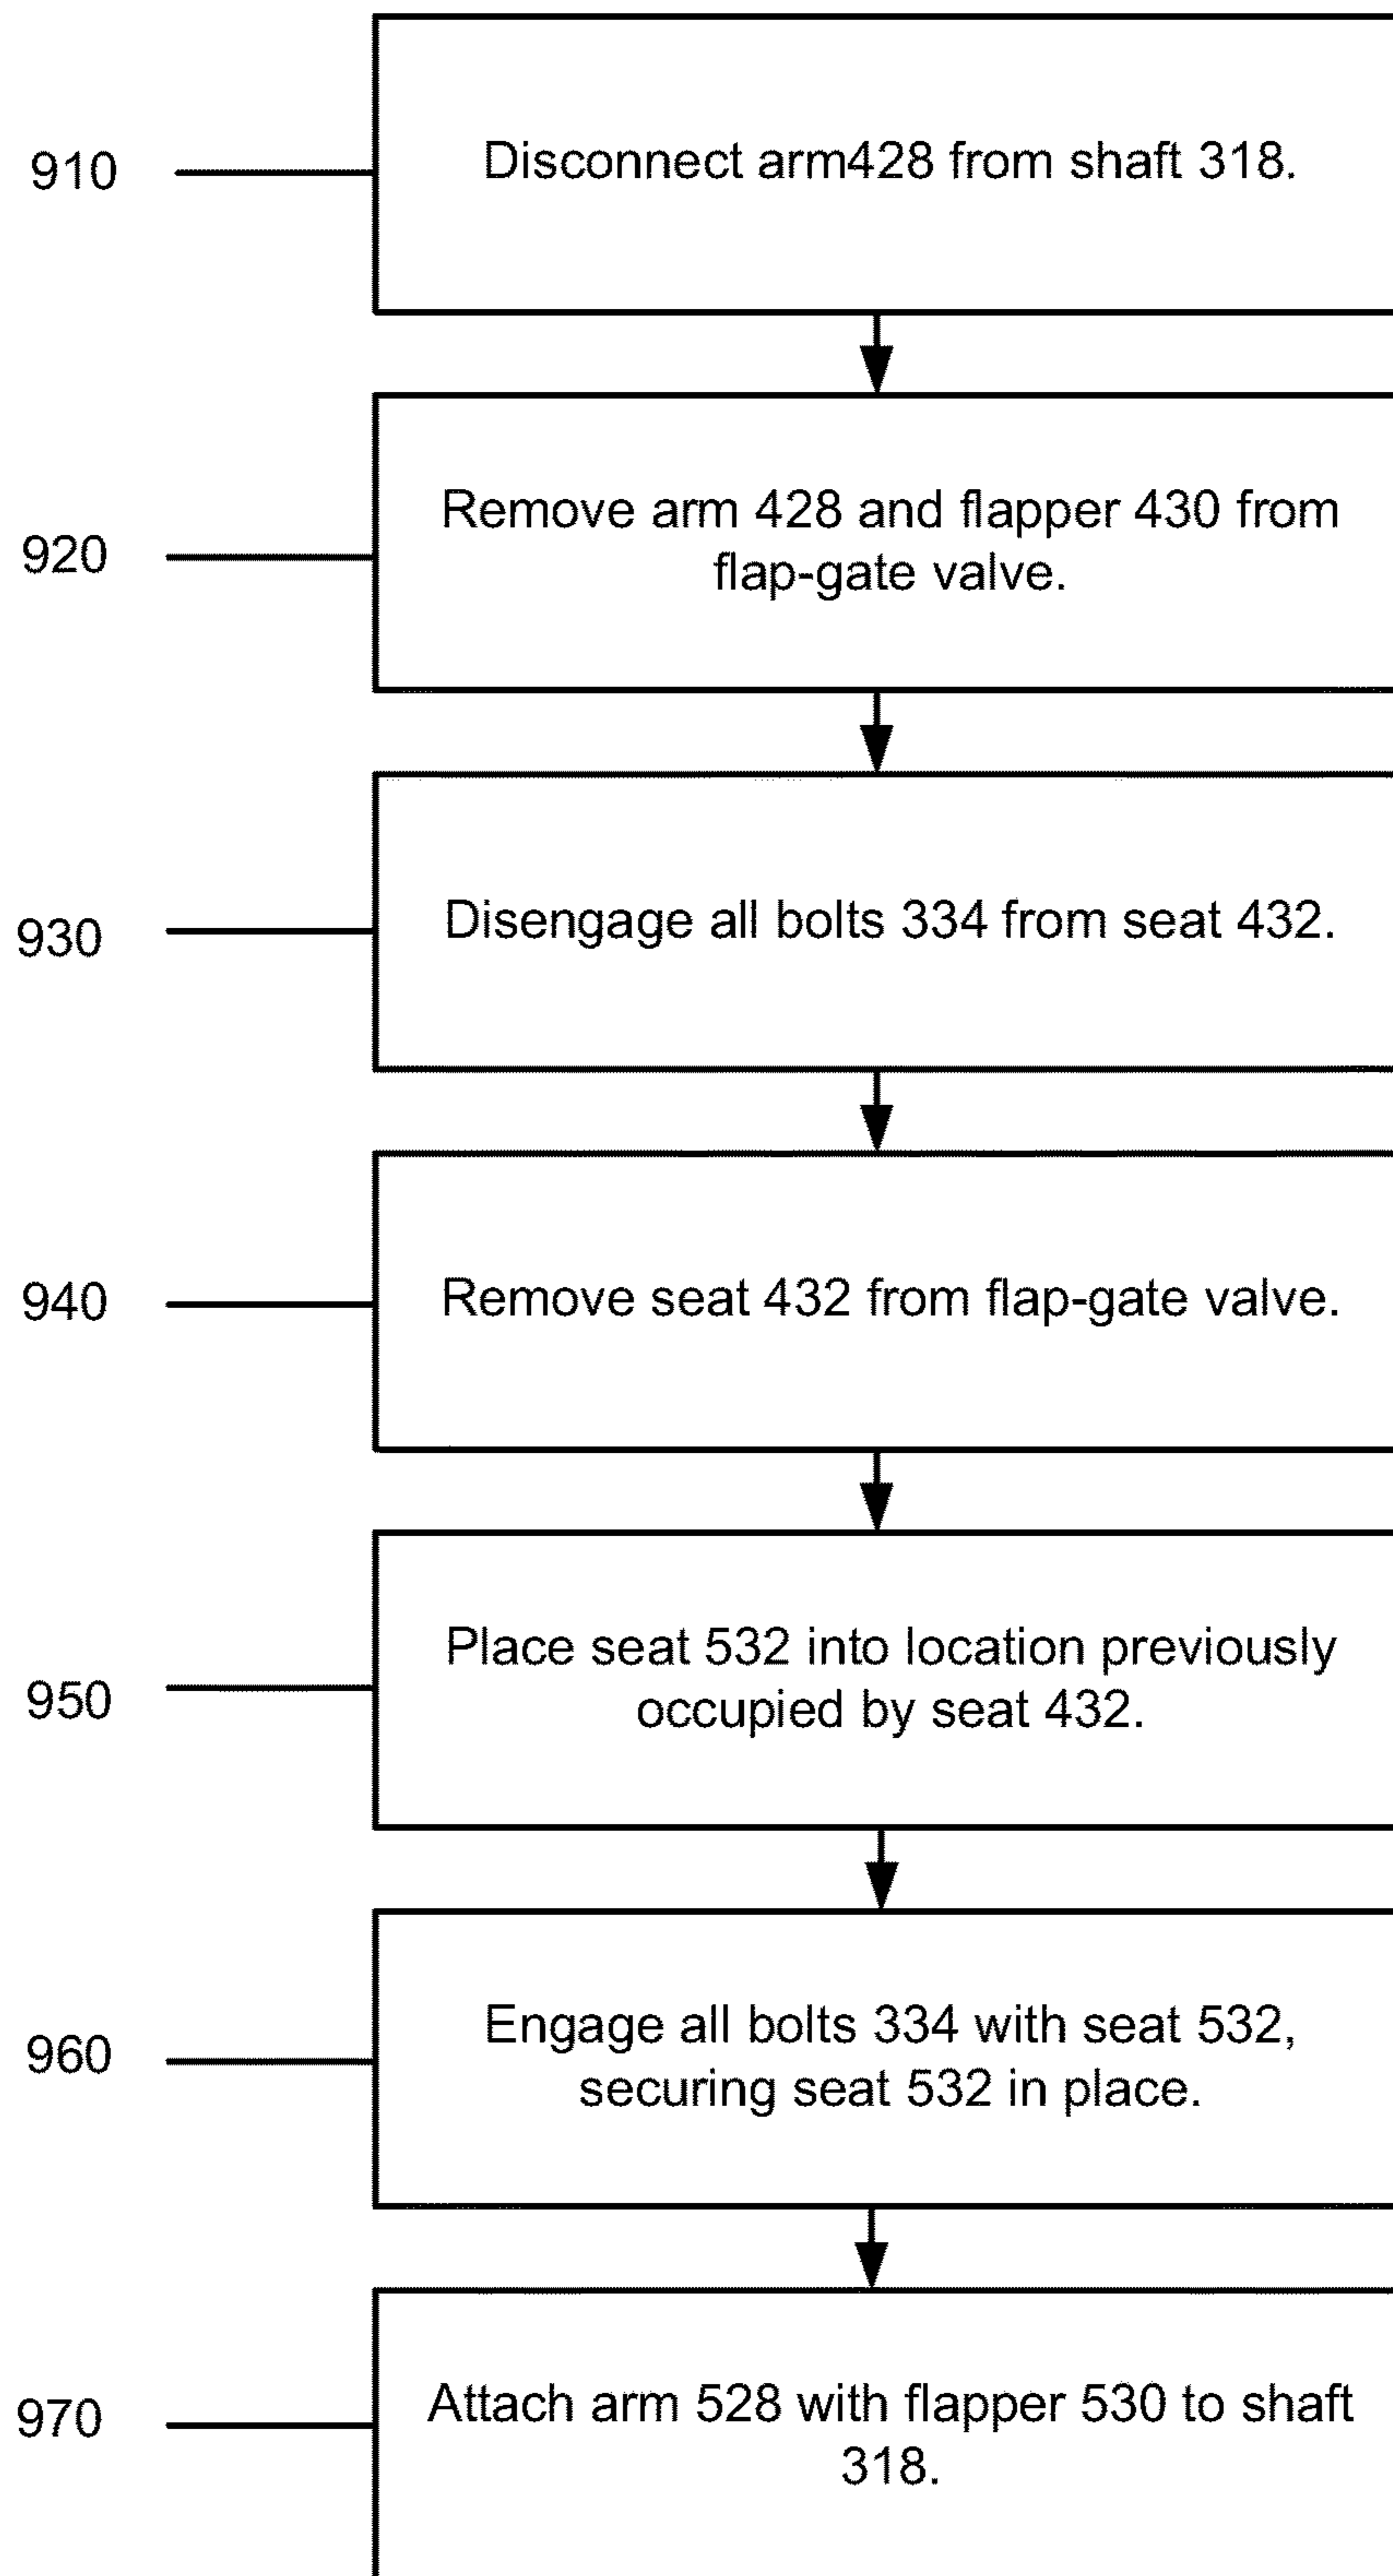 910
Disconnect arm428 from shaft 318.
920
Remove arm 428 and flapper 430 from
flap-gate valve.
930
Disengage all bolts 334 from seat 432.
940
Remove seat 432 from flap-gate valve.
950
Place seat 532 into location previously
occupied by seat 432.
960
Engage all bolts 334 with seat 532,
securing seat 532 in place.
970
Attach arm 528 with flapper 530 to shaft
318.